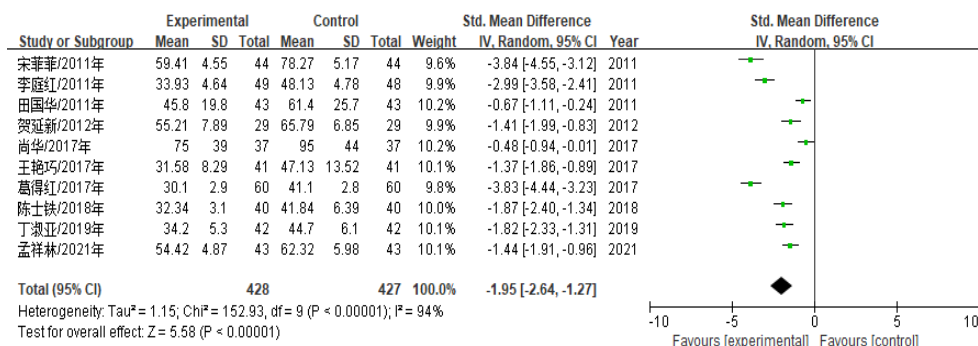 Experimental Control Std. Mean Difference Std. Mean Difference
Study or Subgroup Mean SD Total Mean SD Total Weight IV, Random, 95% CI Year IV, Random, 95% CI
宋菲菲/2011年 59.41 4.55 44 78.27 5.17 44 9.6% -3.84 [-4.55, -3.12] 2011
李庭红/2011年 33.93 4.64 49 48.13 4.78 48 9.9% -2.99 [-3.58, -2.41] 2011
田国华/2011年 45.8 19.8 43 61.4 25.7 43 10.2% -0.67 [-1.11, -0.24] 2011
贺延新/2012年 55.21 7.89 29 65.79 6.85 29 9.9% -1.41 [-1.99, -0.83] 2012
尚华/2017年 75 39 37 95 44 37 10.2% -0.48 [-0.94, -0.01] 2017
王艳巧/2017年 31.58 8.29 41 47.13 13.52 41 10.1% -1.37 [-1.86, -0.89] 2017
葛得红/2017年 30.1 2.9 60 41.1 2.8 60 9.8% -3.83 [-4.44, -3.23] 2017
陈士铁/2018年 32.34 3.1 40 41.84 6.39 40 10.0% -1.87 [-2.40, -1.34] 2018
丁淑亚/2019年 34.2 5.3 42 44.7 6.1 42 10.1% -1.82 [-2.33, -1.31] 2019
孟祥林/2021年 54.42 4.87 43 62.32 5.98 43 10.1% -1.44 [-1.91, -0.96] 2021
Total (95% CI) 428 427 100.0% -1.95 [-2.64, -1.27]
Heterogeneity: Tau² = 1.15; Chi² = 152.93, df = 9 (P < 0.00001); I² = 94%
Test for overall effect: Z = 5.58 (P < 0.00001)
-10 -5 0 5 10
Favours [experimental] Favours [control]